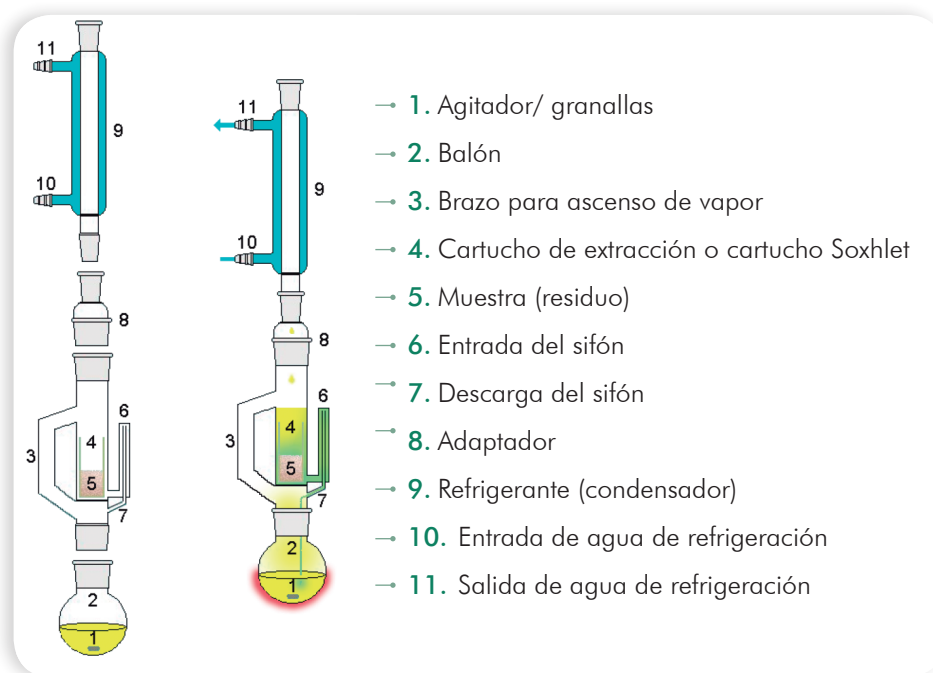 11
9
10
8
6
4
3
5
7
2
1
11
9
10
8
6
4
3
5
7
2
1
1. Agitador/ granallas
2. Balón
3. Brazo para ascenso de vapor
4. Cartucho de extracción o cartucho Soxhlet
5. Muestra (residuo)
6. Entrada del sifón
7. Descarga del sifón
8. Adaptador
9. Refrigerante (condensador)
10. Entrada de agua de refrigeración
11. Salida de agua de refrigeración